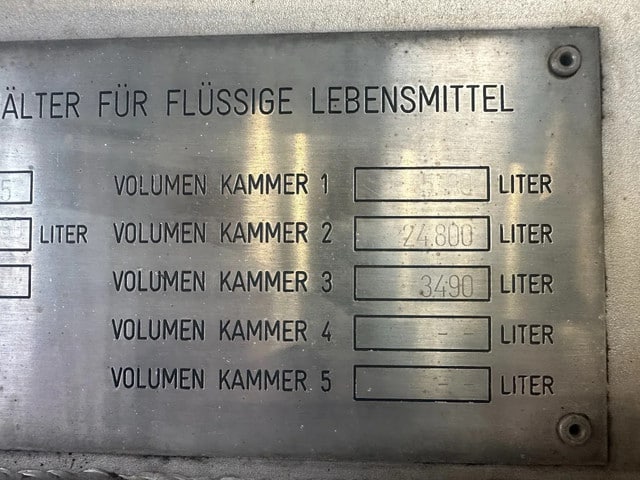 ÄLTER FÜR FLÜSSIGE LEBENSMITTEL
5 VOLUMEN KAMMER 1 LITER
LITER VOLUMEN KAMMER 2 24.800 LITER
VOLUMEN KAMMER 3 3490 LITER
VOLUMEN KAMMER 4 - - LITER
VOLUMEN KAMMER 5 - - LITER